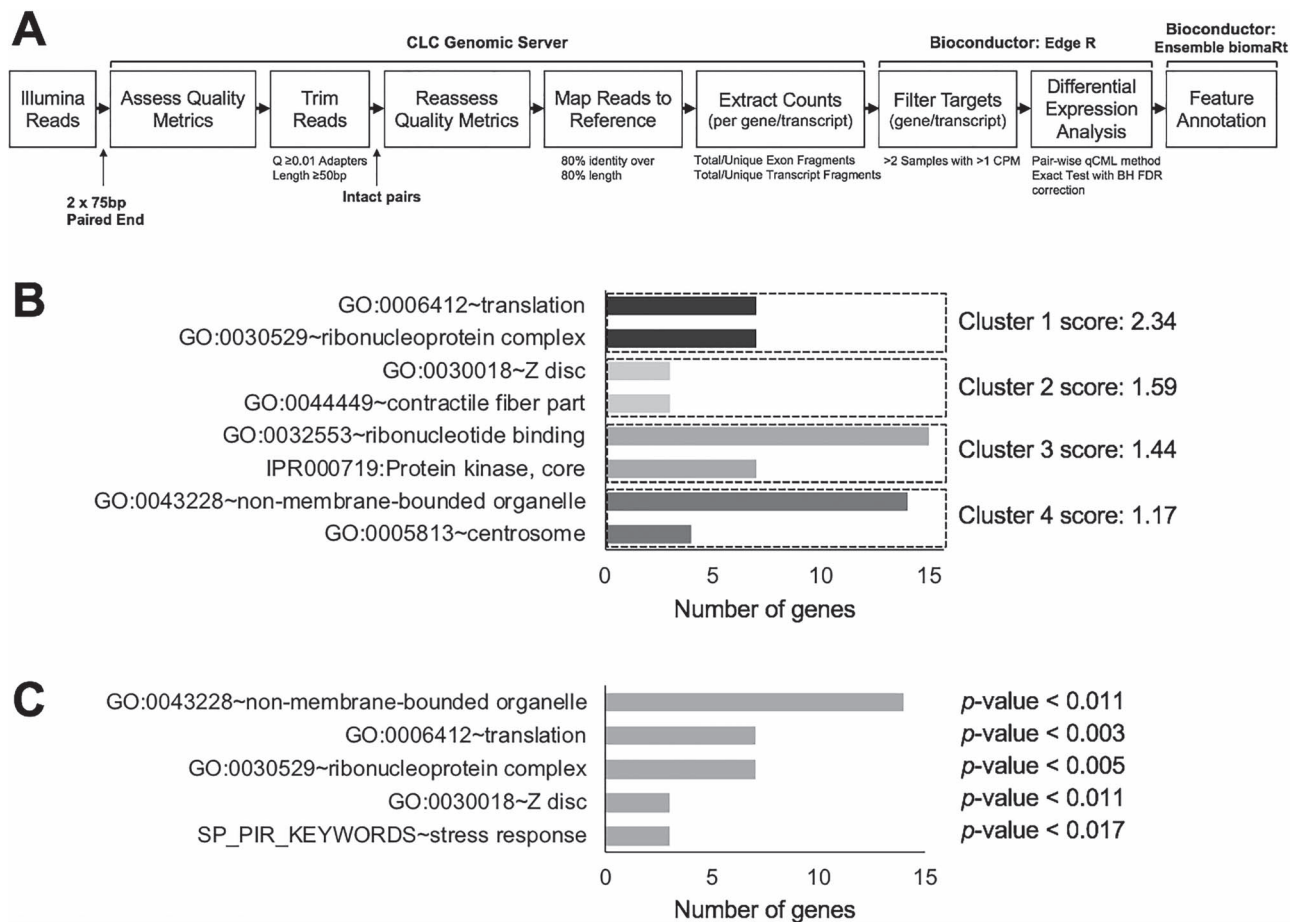 A
CLC Genomic Server
Bioconductor: Edge R
Bioconductor:
Ensemble biomaRt
Illumina
Reads
Assess Quality
Metrics
Trim
Reads
Reassess
Quality Metrics
Map Reads to
Reference
Extract Counts
(per gene/transcript)
Filter Targets
(gene/transcript)
Differential
Expression
Analysis
Feature
Annotation
2 x 75bp
Paired End
Q ≥0.01 Adapters
Length ≥50bp
Intact pairs
80% identity over
80% length
Total/Unique Exon Fragments
Total/Unique Transcript Fragments
>2 Samples with >1 CPM
Pair-wise qCML method
Exact Test with BH FDR
correction
B
GO:0006412~translation
GO:0030529~ribonucleoprotein complex
Cluster 1 score: 2.34
GO:0030018~Z disc
GO:0044449~contractile fiber part
Cluster 2 score: 1.59
GO:0032553~ribonucleotide binding
IPR000719:Protein kinase, core
Cluster 3 score: 1.44
GO:0043228~non-membrane-bounded organelle
GO:0005813~centrosome
Cluster 4 score: 1.17
0 5 10 15
Number of genes
C
GO:0043228~non-membrane-bounded organelle p-value < 0.011
GO:0006412~translation p-value < 0.003
GO:0030529~ribonucleoprotein complex p-value < 0.005
GO:0030018~Z disc p-value < 0.011
SP_PIR_KEYWORDS~stress response p-value < 0.017
0 5 10 15
Number of genes